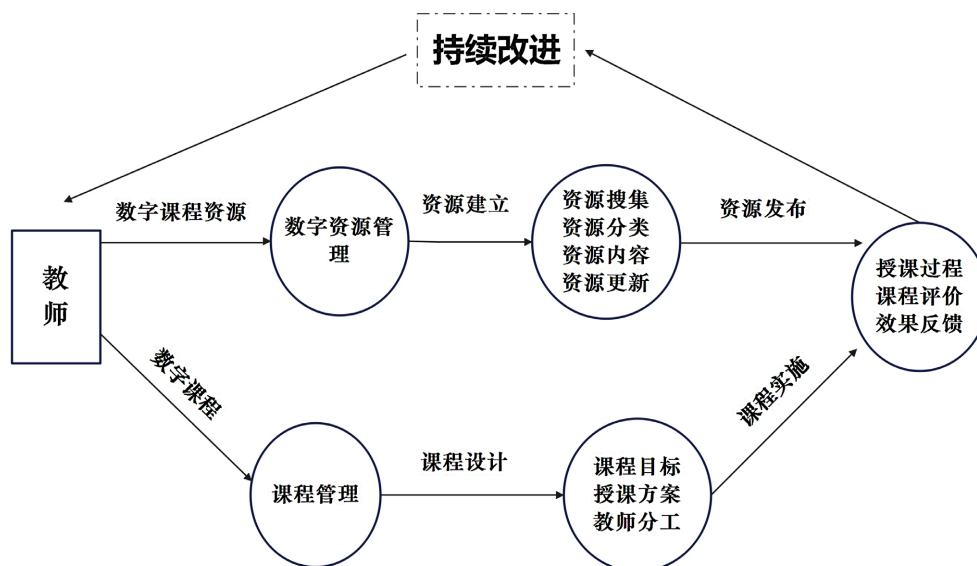 持续改进
数字课程资源
资源建立
资源发布
教
师
数字资源管
理
资源搜集
资源分类
资源内容
资源更新
授课过程
课程评价
效果反馈
数字课程
课程管理
课程设计
课程目标
授课方案
教师分工
课程实施